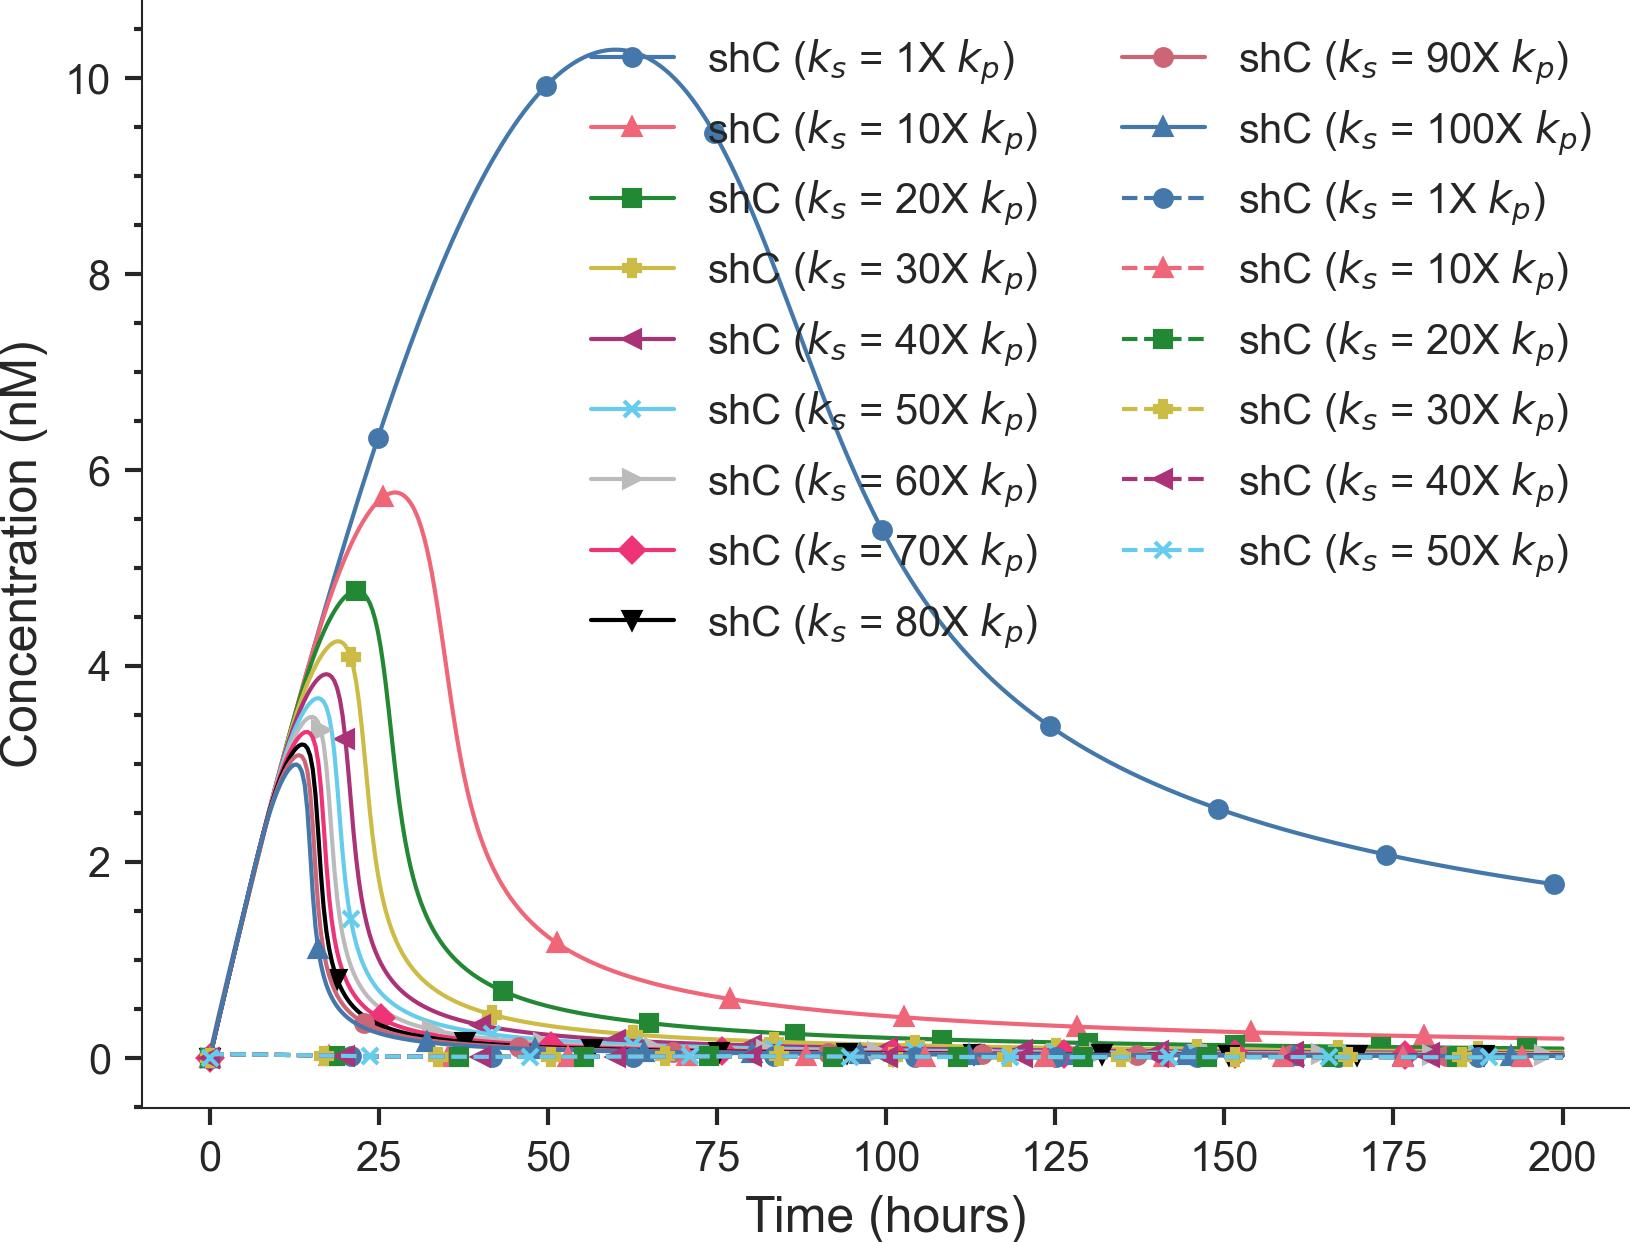 Concentration (nM)
10
8
6
4
2
0
shC (kₛ = 1X kₚ)
shC (kₛ = 10X kₚ)
shC (kₛ = 20X kₚ)
shC (kₛ = 30X kₚ)
shC (kₛ = 40X kₚ)
shC (kₛ = 50X kₚ)
shC (kₛ = 60X kₚ)
shC (kₛ = 70X kₚ)
shC (kₛ = 80X kₚ)
shC (kₛ = 90X kₚ)
shC (kₛ = 100X kₚ)
shC (kₛ = 1X kₚ)
shC (kₛ = 10X kₚ)
shC (kₛ = 20X kₚ)
shC (kₛ = 30X kₚ)
shC (kₛ = 40X kₚ)
shC (kₛ = 50X kₚ)
0 25 50 75 100 125 150 175 200
Time (hours)